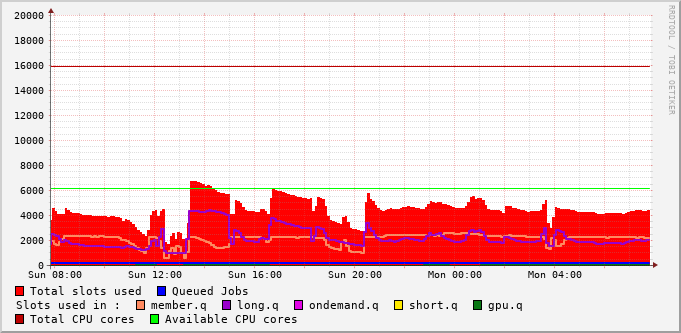 20000
18000
16000
14000
12000
10000
8000
6000
4000
2000
0
Sun 08:00 Sun 12:00 Sun 16:00 Sun 20:00 Mon 00:00 Mon 04:00
Total slots used Queued Jobs
Slots used in : member.q long.q ondemand.q short.q gpu.q
Total CPU cores Available CPU cores
RRDTOOL / TOBI OETIKER